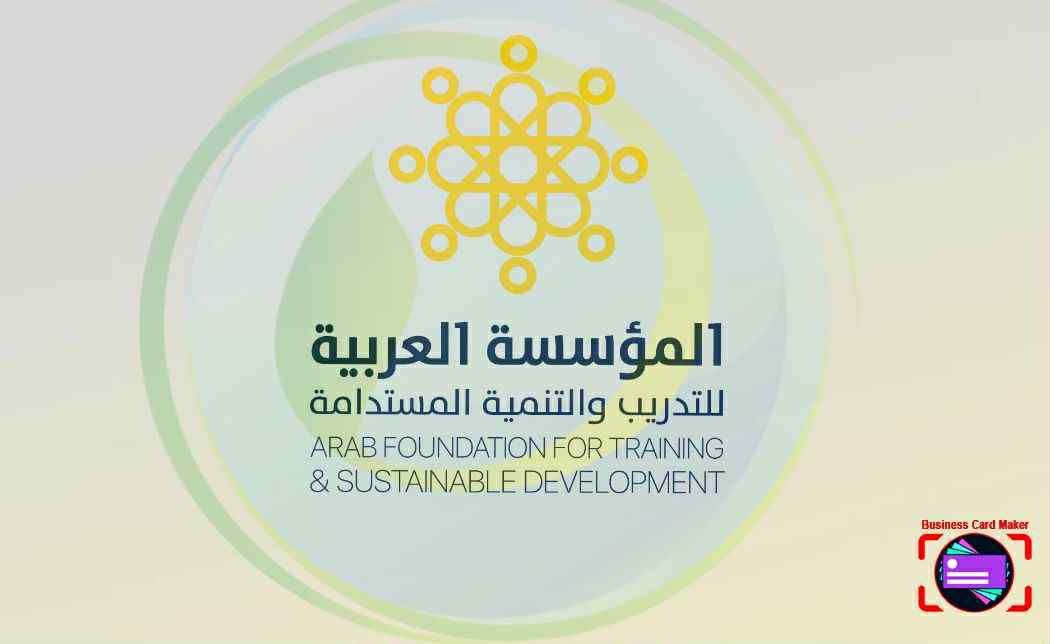 المؤسسة العربية
للتدريب والتنمية المستدامة
ARAB FOUNDATION FOR TRAINING
& SUSTAINABLE DEVELOPMENT
Business Card Maker